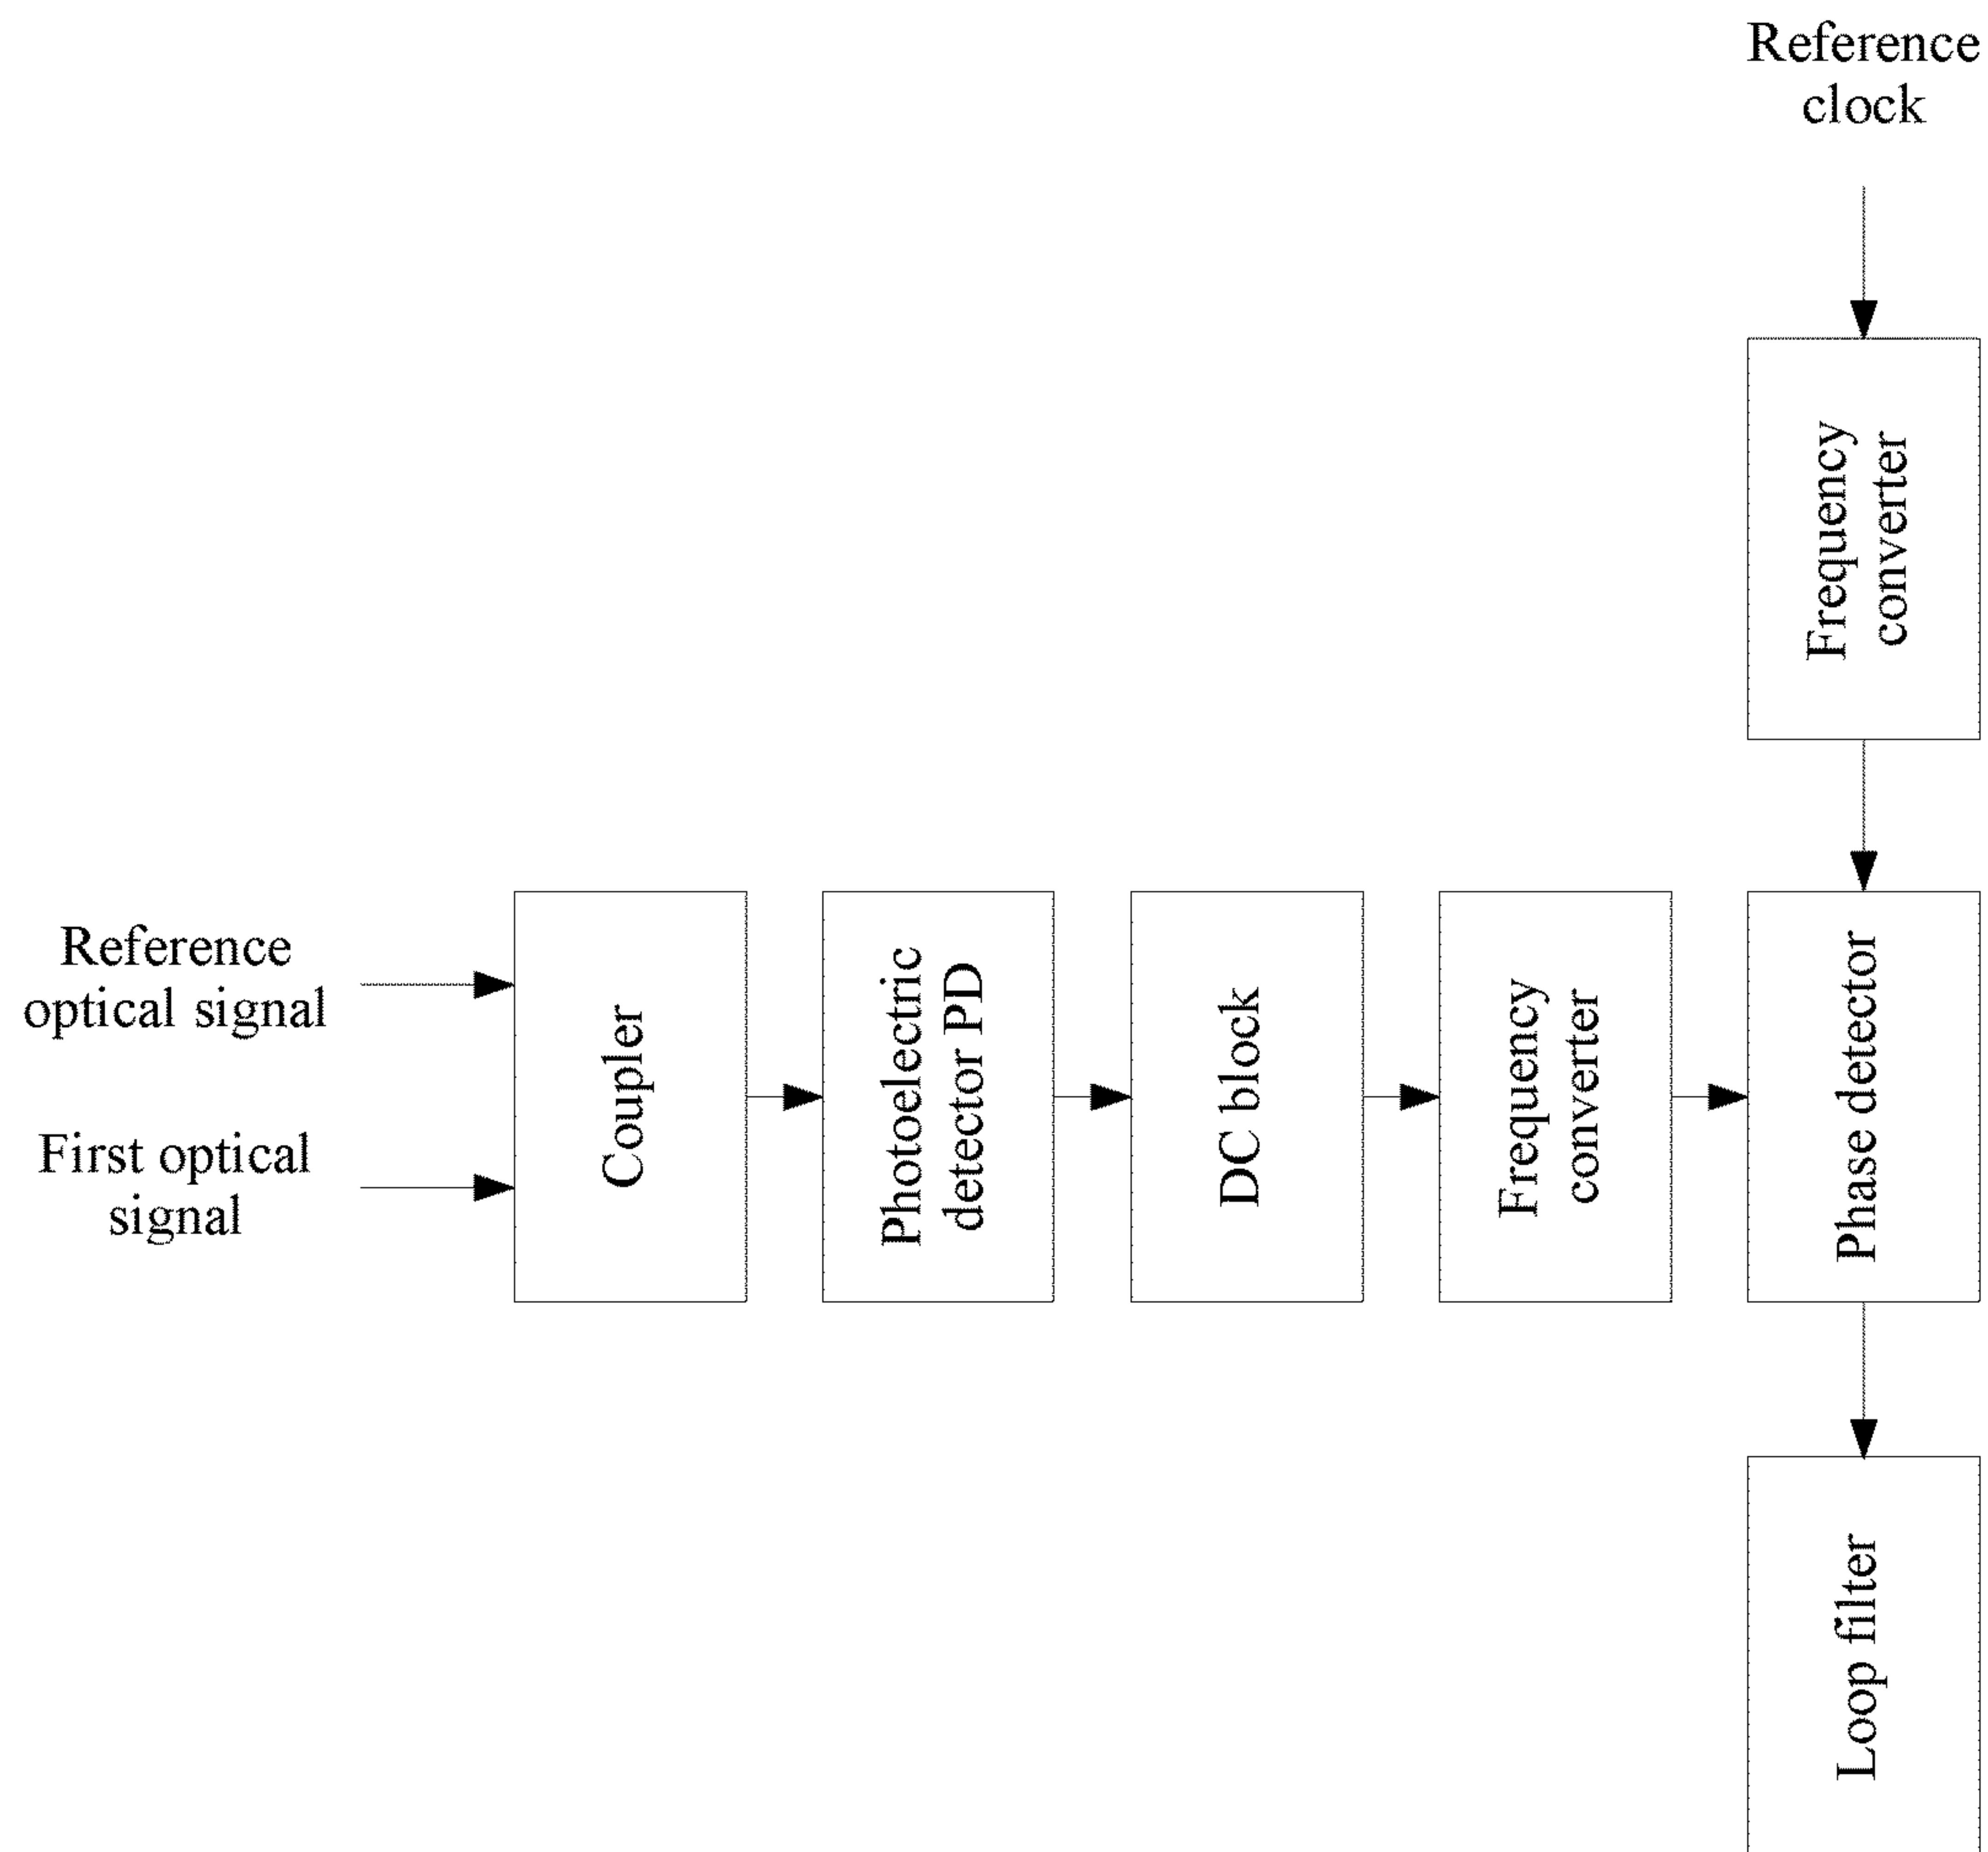 Reference
clock
Frequency
converter
Reference
optical signal
First optical
signal
Coupler
Photoelectric
detector PD
DC block
Frequency
converter
Phase detector
Loop filter